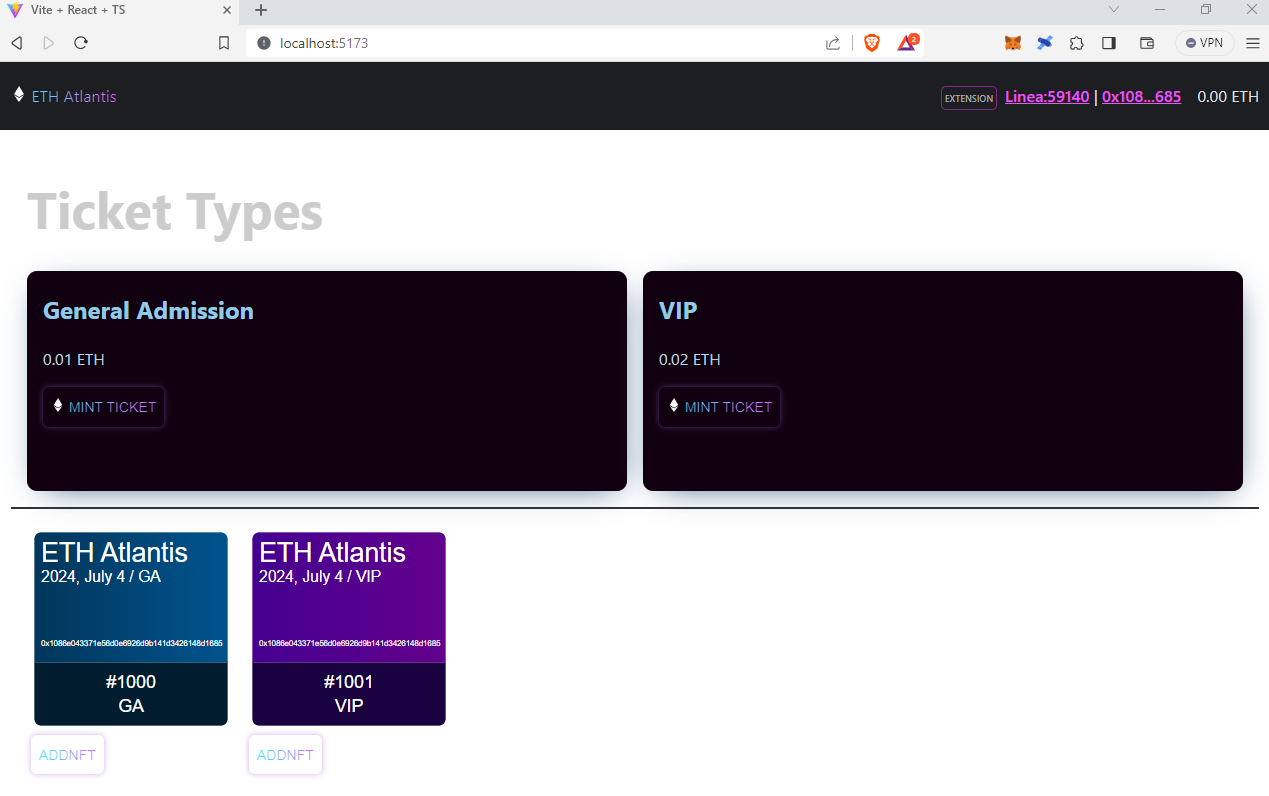 Vite + React + TS
localhost:5173
2
VPN
ETH Atlantis
EXTENSION Linea:59140 | 0x108...685 0.00 ETH
Ticket Types
General Admission
0.01 ETH
MINT TICKET
VIP
0.02 ETH
MINT TICKET
ETH Atlantis
2024, July 4 / GA
0x1086e043371e56d0e6926d9b141d3426148d1685
#1000
GA
ADDNFT
ETH Atlantis
2024, July 4 / VIP
0x1086e043371e56d0e6926d9b141d3426148d1685
#1001
VIP
ADDNFT